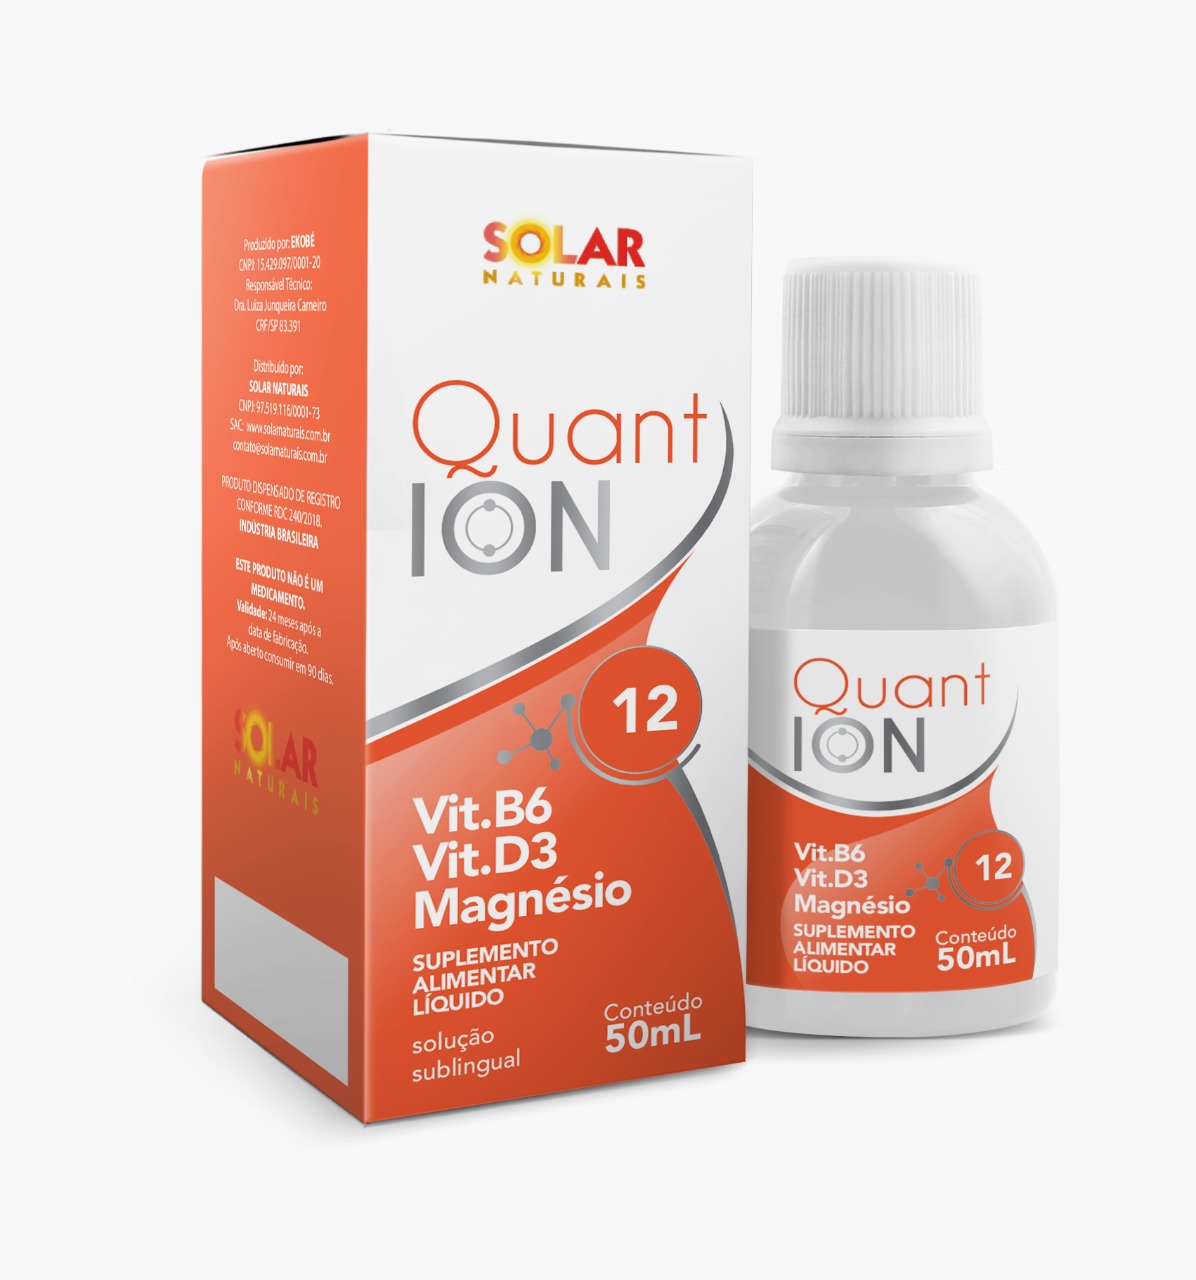 Produzido por: EKOBÉ
CNPJ: 15.429.097/0001-20
Responsável Técnico:
Dra. Luiza Junqueira Carneiro
CRF/SP 83.391
Distribuído por:
SOLAR NATURAIS
CNPJ: 97.519.116/0001-73
SAC: www.solarnaturais.com.br
contato@solarnaturais.com.br
PRODUTO DISPENSADO DE REGISTRO
CONFORME RDC 240/2018.
INDÚSTRIA BRASILEIRA
ESTE PRODUTO NÃO É UM
MEDICAMENTO.
Validade: 24 meses após a
data de fabricação.
Após aberto consumir em 90 dias.
SOLAR
NATURAIS
SOLAR
NATURAIS
Quant
ION
12
Vit.B6
Vit.D3
Magnésio
SUPLEMENTO
ALIMENTAR
LÍQUIDO
solução
sublingual
Conteúdo
50mL
Quant
ION
Vit.B6
Vit.D3
Magnésio
12
SUPLEMENTO
ALIMENTAR
LÍQUIDO
Conteúdo
50mL